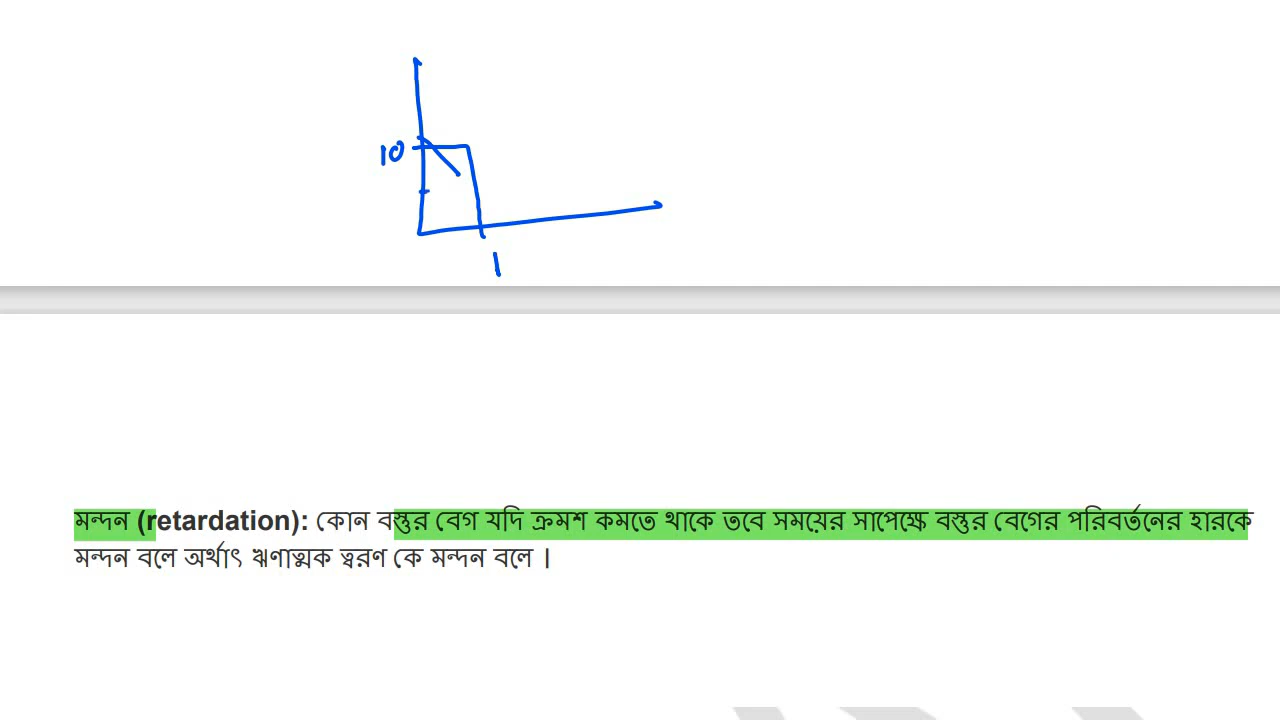 10
1
মন্দন (retardation): কোন বস্তুর বেগ যদি ক্রমশ কমতে থাকে তবে সময়ের সাপেক্ষে বস্তুর বেগের পরিবর্তনের হারকে
মন্দন বলে অর্থাৎ ঋণাত্মক ত্বরণ কে মন্দন বলে ।